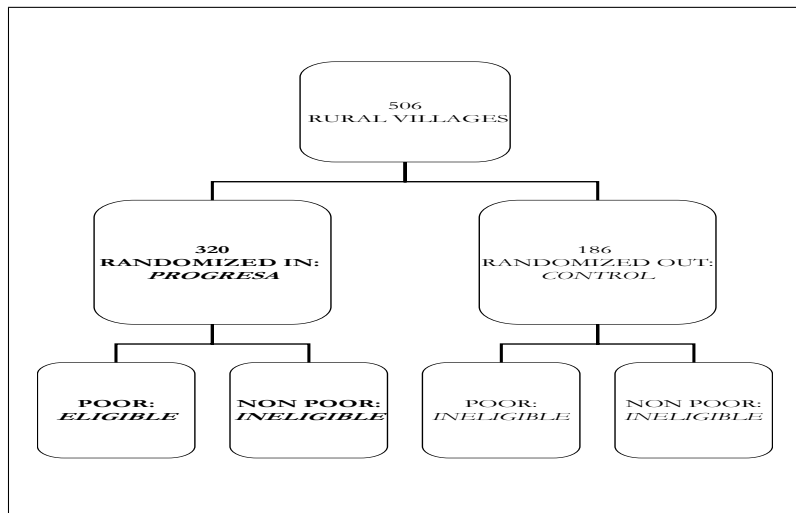 506
RURAL VILLAGES
320
RANDOMIZED IN:
PROGRESA
186
RANDOMIZED OUT:
CONTROL
POOR:
ELIGIBLE
NON POOR:
INELIGIBLE
POOR:
INELIGIBLE
NON POOR:
INELIGIBLE